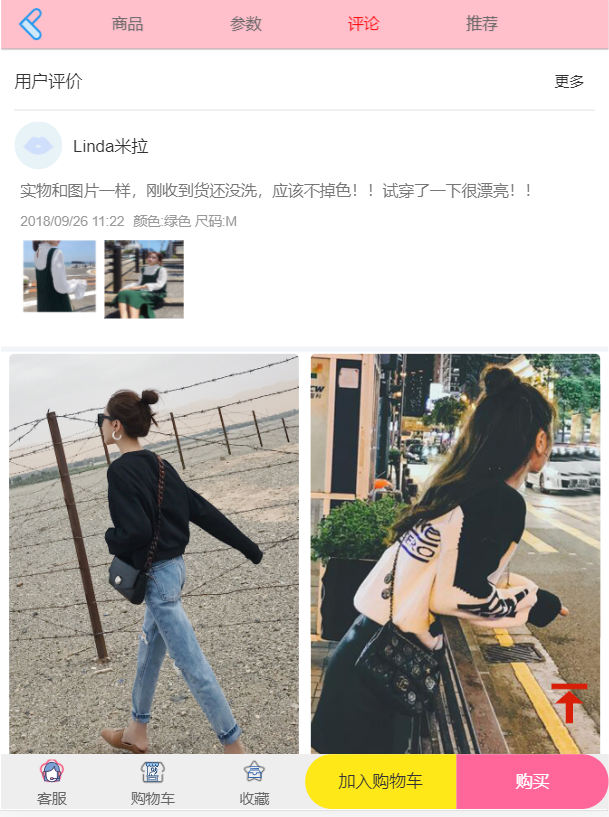 商品 参数 评论 推荐
用户评价 更多
Linda米拉
实物和图片一样，刚收到货还没洗，应该不掉色！！试穿了一下很漂亮！！
2018/09/26 11:22 颜色:绿色 尺码:M
客服 购物车 收藏 加入购物车 购买